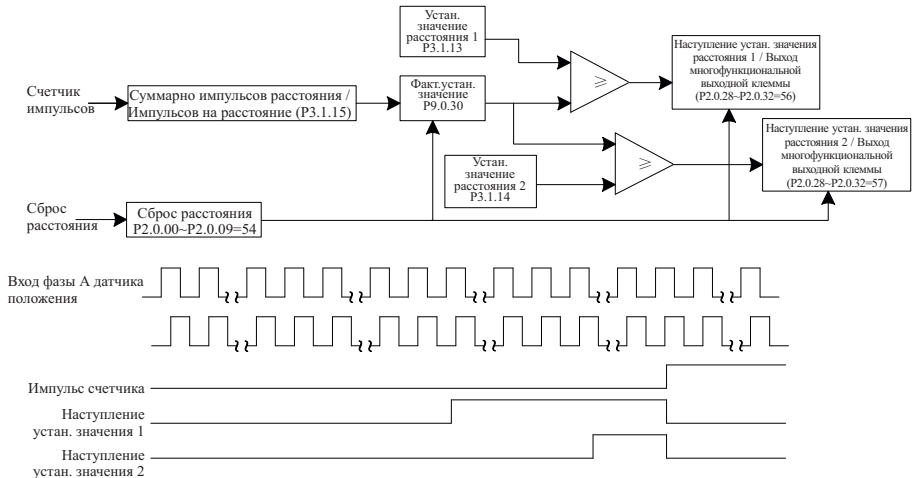 Устан.
значение
расстояния 1
P3.1.13
Наступление устан. значения
расстояния 1 / Выход
многофункциональной
выходной клеммы
(P2.0.28~P2.0.32=56)
Счетчик
импульсов
Суммарно импульсов расстояния /
Импульсов на расстояние (P3.1.15)
Факт.устан.
значение
P9.0.30
≥
Наступление устан. значения
расстояния 2 / Выход
многофункциональной
выходной клеммы
(P2.0.28~P2.0.32=57)
≥
Устан.
значение
расстояния 2
P3.1.14
Сброс
расстояния
Сброс расстояния
P2.0.00~P2.0.09=54
Вход фазы А датчика
положения
Импульс счетчика
Наступление
устан. значения 1
Наступление
устан. значения 2